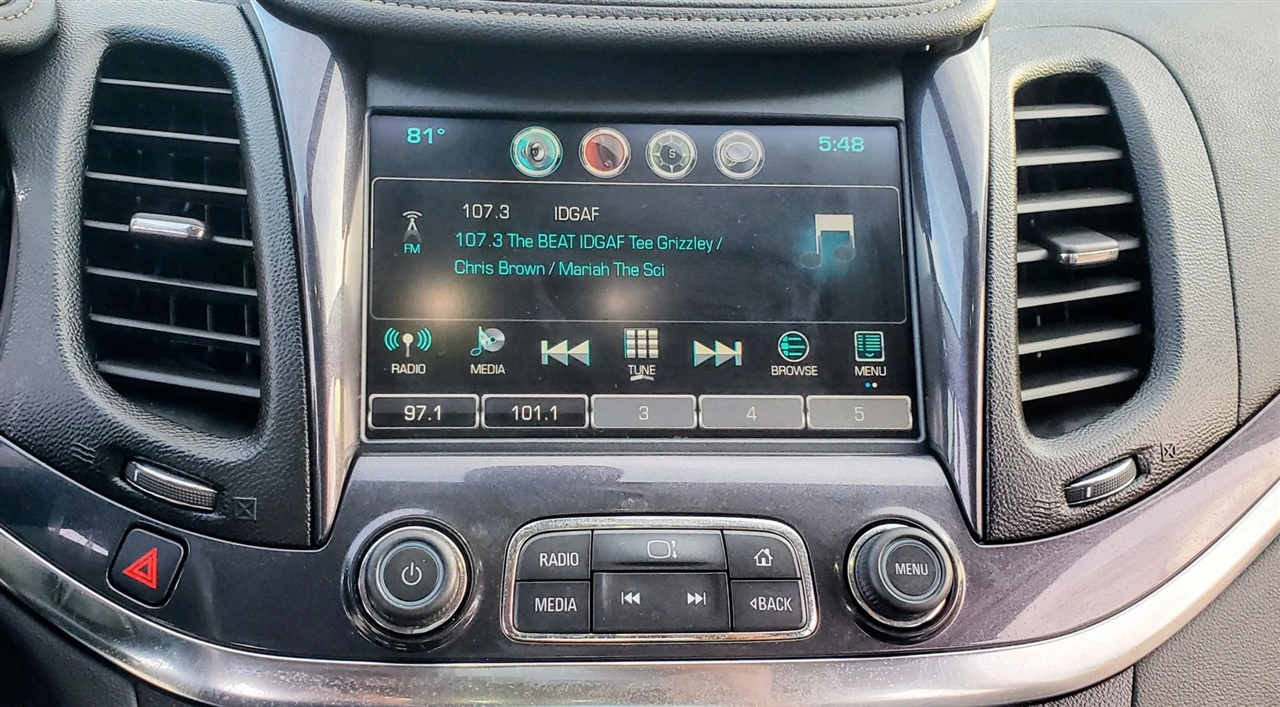 81° 5:48
S
107.3 IDGAF
FM
107.3 The BEAT IDGAF Tee Grizzley /
Chris Brown / Mariah The Sci
RADIO MEDIA TUNE BROWSE MENU
97.1 101.1 3 4 5
RADIO
MENU
MEDIA BACK